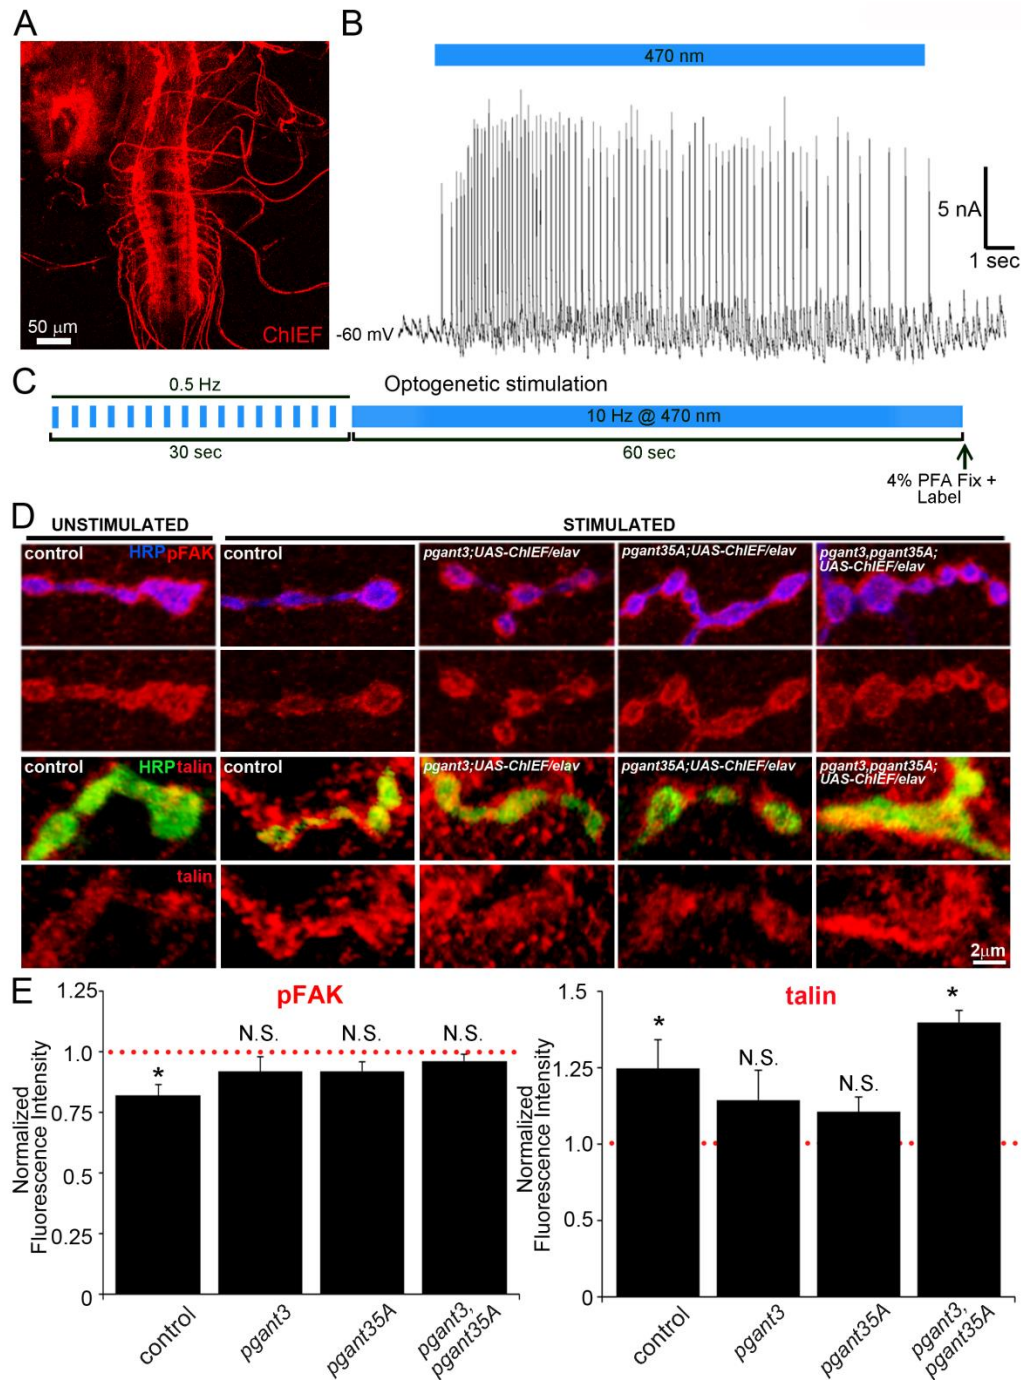 A
50 µm
ChIEF
B
470 nm
5 nA
1 sec
-60 mV
C
0.5 Hz
Optogenetic stimulation
10 Hz @ 470 nm
30 sec
60 sec
4% PFA Fix +
Label
D
UNSTIMULATED
STIMULATED
control
HRP pFAK
control
pgant3;UAS-ChIEF/elav
pgant35A;UAS-ChIEF/elav
pgant3,pgant35A;
UAS-ChIEF/elav
control
HRP talin
control
pgant3;UAS-ChIEF/elav
pgant35A;UAS-ChIEF/elav
pgant3,pgant35A;
UAS-ChIEF/elav
talin
2µm
E
pFAK
Normalized
Fluorescence Intensity
1.25
1.0
0.75
0.5
0.25
0
*
N.S.
N.S.
N.S.
control
pgant3
pgant35A
pgant3,
pgant35A
talin
Normalized
Fluorescence Intensity
1.5
1.25
1.0
0.5
0
*
N.S.
N.S.
*
control
pgant3
pgant35A
pgant3,
pgant35A